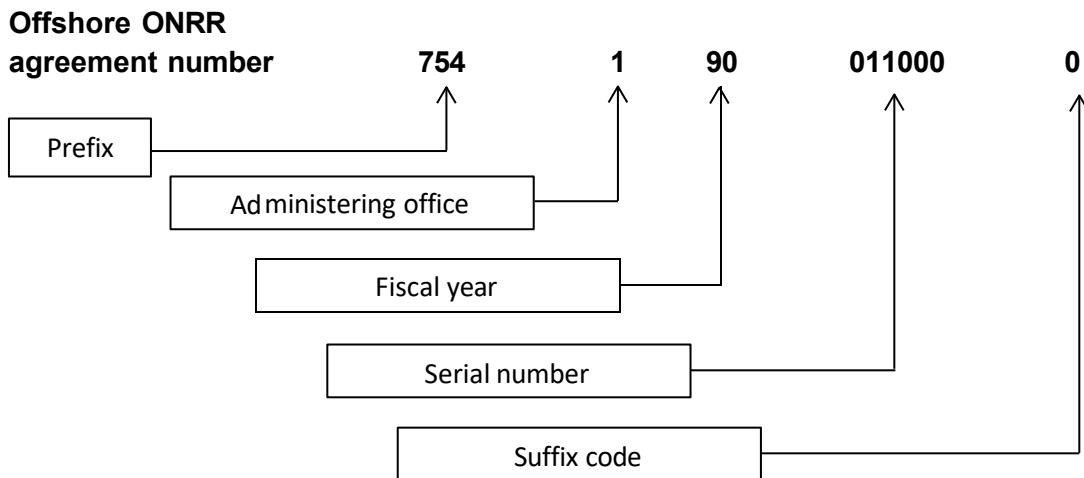 Offshore ONRR
agreement number 754 1 90 011000 0
Prefix
Administering office
Fiscal year
Serial number
Suffix code